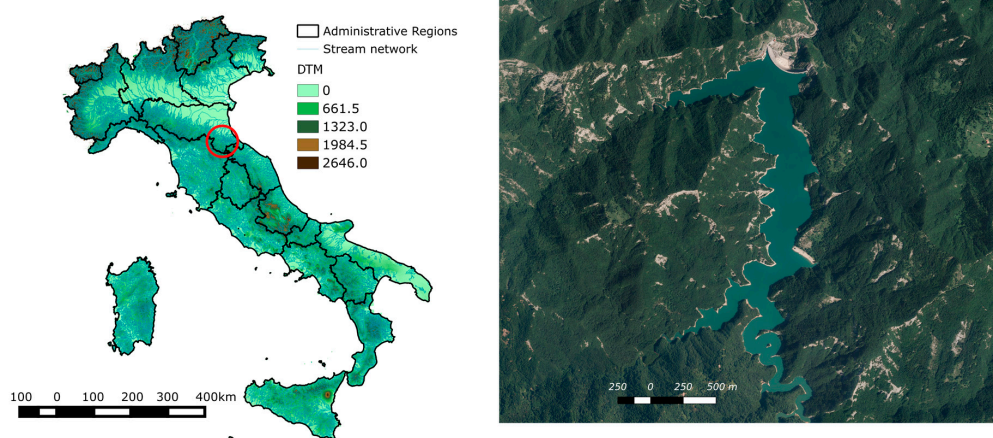 Administrative Regions
Stream network
DTM
0
661.5
1323.0
1984.5
2646.0
100 0 100 200 300 400km
250 0 250 500 m